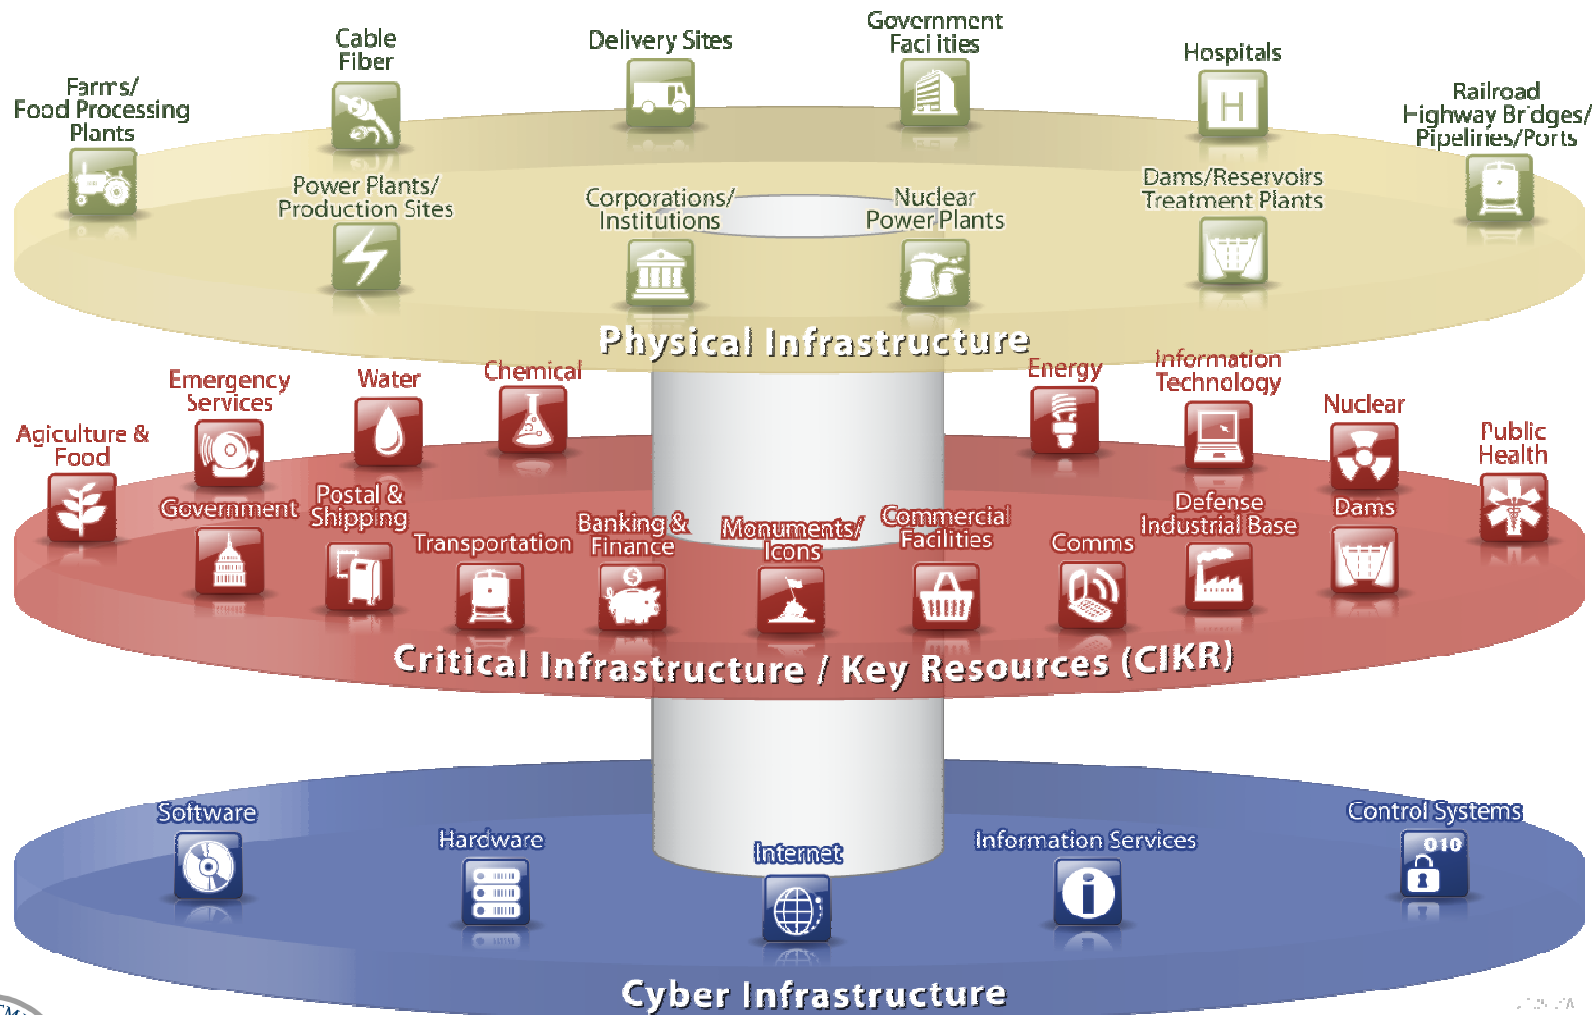 Farms/
Food Processing
Plants
Cable
Fiber
Delivery Sites
Government
Faci ities
Hospitals
Railroad
Highway Bridges/
Pipelines/Ports
Power Plants/
Production Sites
Corporations/
Institutions
Nuclear
Power Plants
Dams/Reservoirs
Treatment Plants
H
Physical Infrastructure
Agiculture &
Food
Emergency
Services
Water
Chemical
Energy
Information
Technology
Nuclear
Public
Health
Government
Postal &
Shipping
Transportation
Banking &
Finance
$
Monuments/
Icons
Commercial
Facilities
Comms
Defense
Industrial Base
Dams
Critical Infrastructure / Key Resources (CIKR)
Software
Hardware
Internet
Information Services
i
Control Systems
010
Cyber Infrastructure